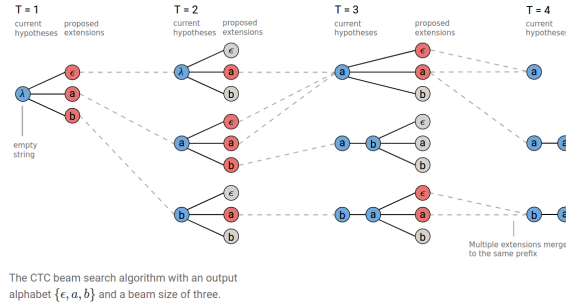 T = 1
T = 2
T = 3
T = 4
current
hypotheses
proposed
extensions
current
hypotheses
proposed
extensions
current
hypotheses
proposed
extensions
current
hypotheses
ϵ
λ
a
b
empty
string
ϵ
λ
a
b
ϵ
a
a
b
ϵ
b
a
b
ϵ
a
a
b
ϵ
a
b
a
b
ϵ
b
a
a
b
a
a
a
b
a
Multiple extensions merge
to the same prefix
The CTC beam search algorithm with an output
alphabet {ϵ, a, b} and a beam size of three.